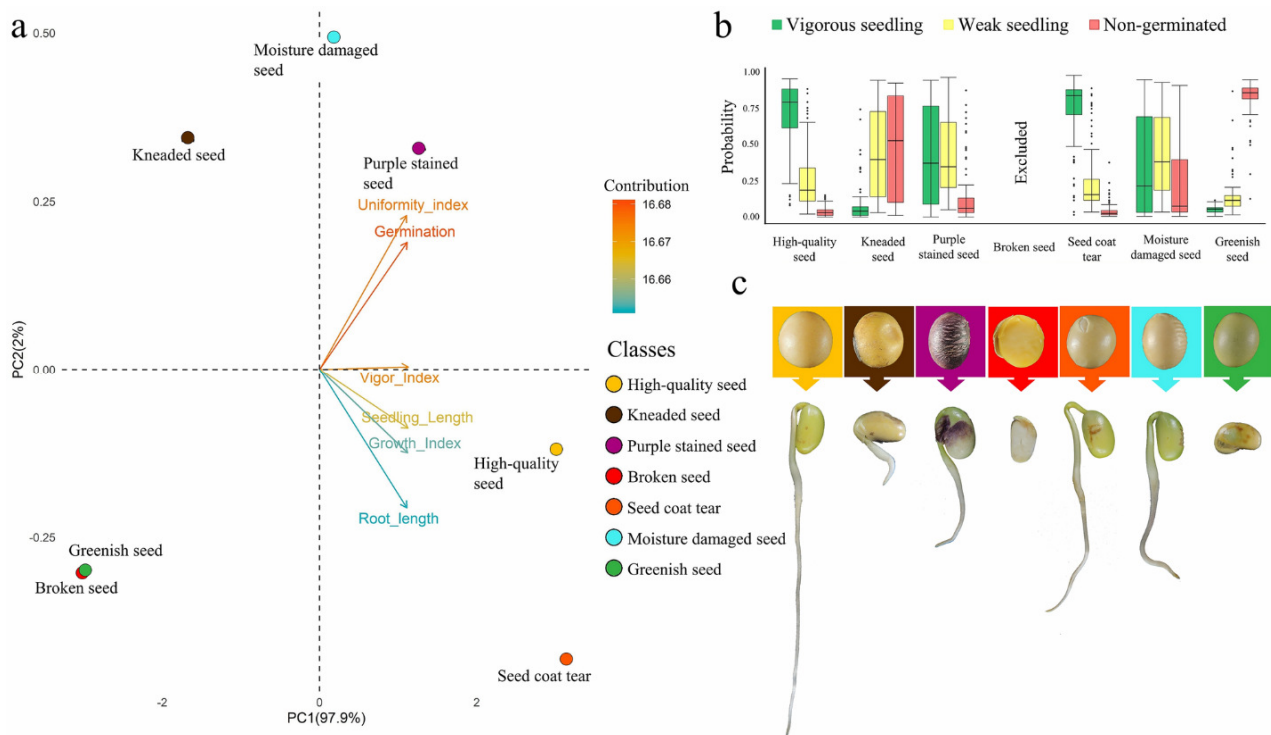 a
0.50
0.25
0.00
-0.25
PC2(2%)
Moisture damaged
seed
Kneaded seed
Purple stained
seed
Uniformity_index
Germination
Vigor_Index
Seedling_Length
Growth_Index
Root_length
High-quality
seed
Greenish seed
Broken seed
Seed coat tear
-2
0
2
PC1(97.9%)
Contribution
16.68
16.67
16.66
Classes
High-quality seed
Kneaded seed
Purple stained seed
Broken seed
Seed coat tear
Moisture damaged seed
Greenish seed
b
Vigorous seedling
Weak seedling
Non-germinated
Probability
1.00
0.75
0.50
0.25
0.00
Excluded
High-quality
seed
Kneaded
seed
Purple
stained seed
Broken seed
Seed coat
tear
Moisture
damaged seed
Greenish
seed
c